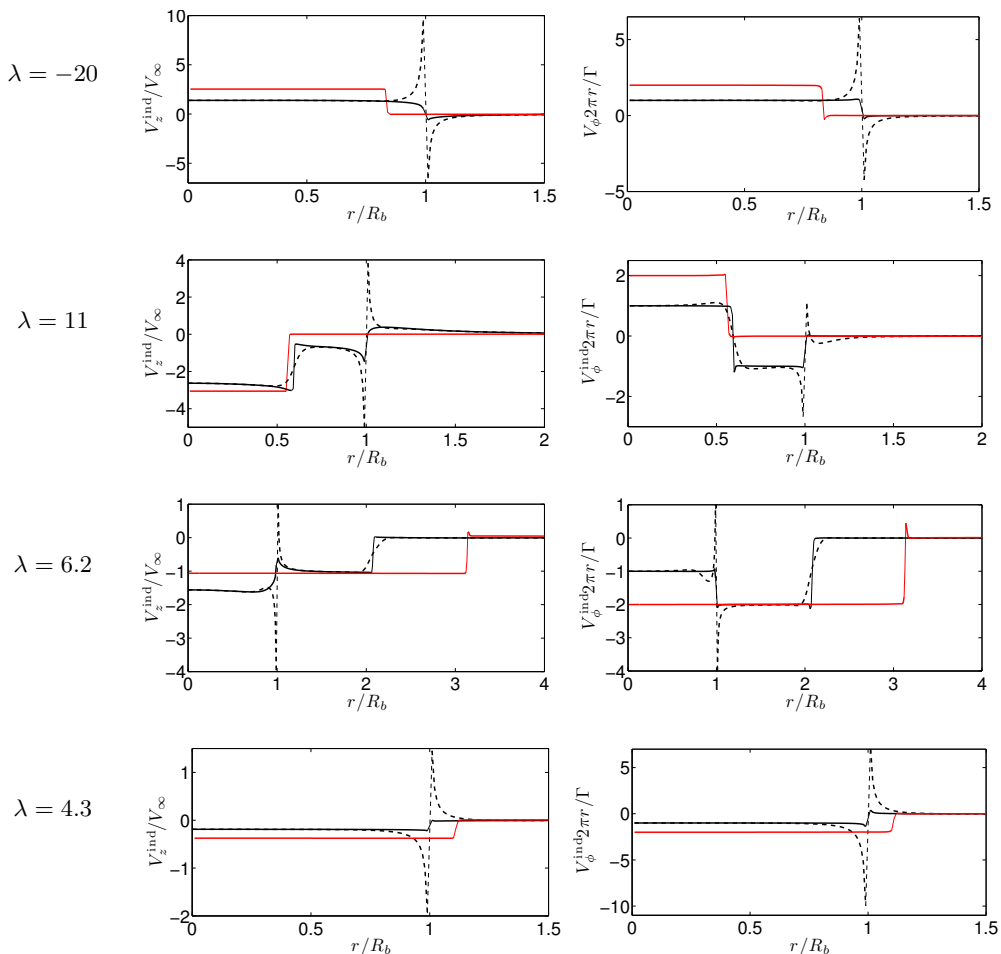 λ = −20
V_z^ind/V_∞
10
5
0
−5
0 0.5 1 1.5
r/R_b
V_ϕ2πr/Γ
5
0
−5
0 0.5 1 1.5
r/R_b
λ = 11
V_z^ind/V_∞
4
2
0
−2
−4
0 0.5 1 1.5 2
r/R_b
V_ϕ^ind2πr/Γ
2
0
−2
0 0.5 1 1.5 2
r/R_b
λ = 6.2
V_z^ind/V_∞
1
0
−1
−2
−3
−4
0 1 2 3 4
r/R_b
V_ϕ^ind2πr/Γ
1
0
−1
−2
−3
−4
0 1 2 3 4
r/R_b
λ = 4.3
V_z^ind/V_∞
1
0
−1
−2
0 0.5 1 1.5
r/R_b
V_ϕ^ind2πr/Γ
5
0
−5
−10
0 0.5 1 1.5
r/R_b